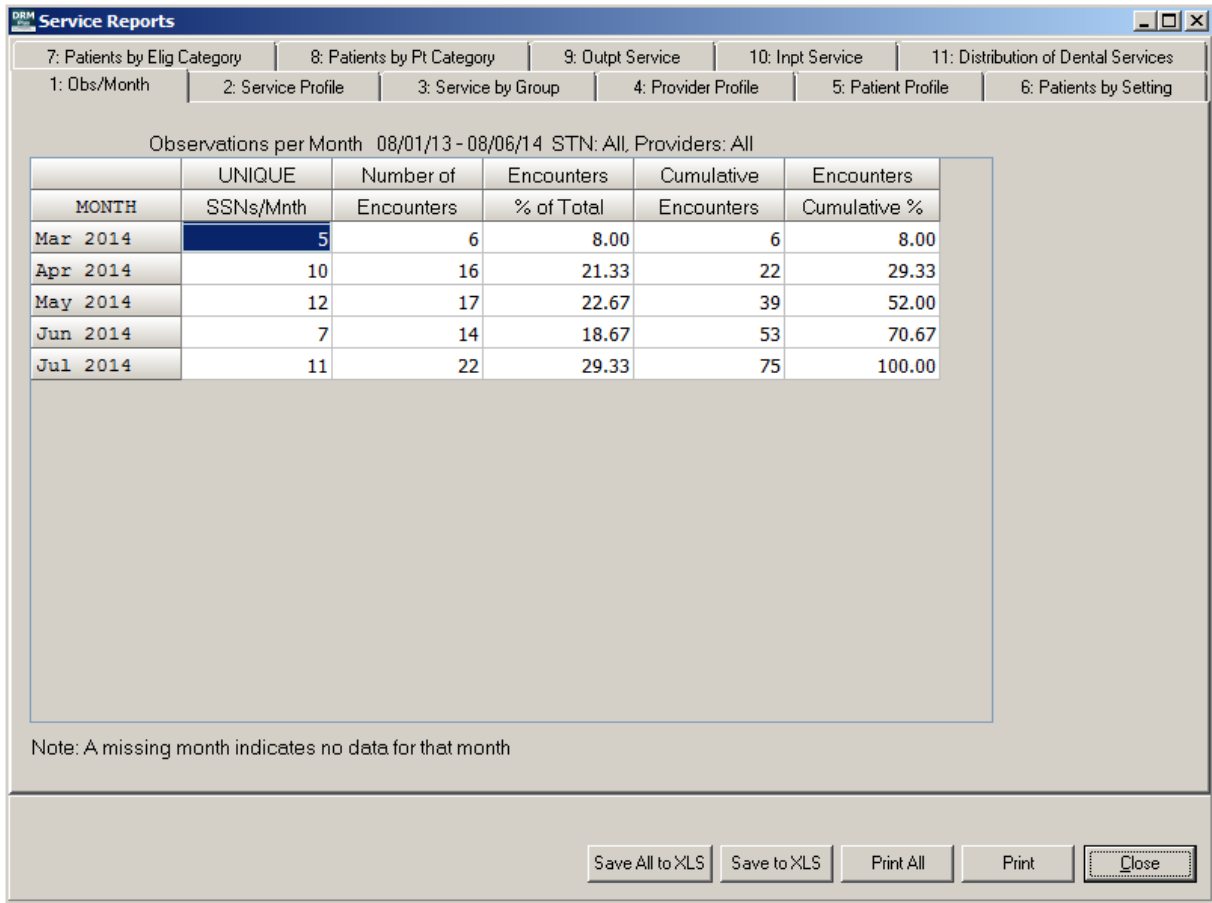 DRM Plus Service Reports
7: Patients by Elig Category 8: Patients by Pt Category 9: Outpt Service 10: Inpt Service 11: Distribution of Dental Services
1: Obs/Month 2: Service Profile 3: Service by Group 4: Provider Profile 5: Patient Profile 6: Patients by Setting
Observations per Month 08/01/13 - 08/06/14 STN: All, Providers: All
UNIQUE Number of Encounters Cumulative Encounters
MONTH SSNs/Mnth Encounters % of Total Encounters Cumulative %
Mar 2014 5 6 8.00 6 8.00
Apr 2014 10 16 21.33 22 29.33
May 2014 12 17 22.67 39 52.00
Jun 2014 7 14 18.67 53 70.67
Jul 2014 11 22 29.33 75 100.00
Note: A missing month indicates no data for that month
Save All to XLS Save to XLS Print All Print Close